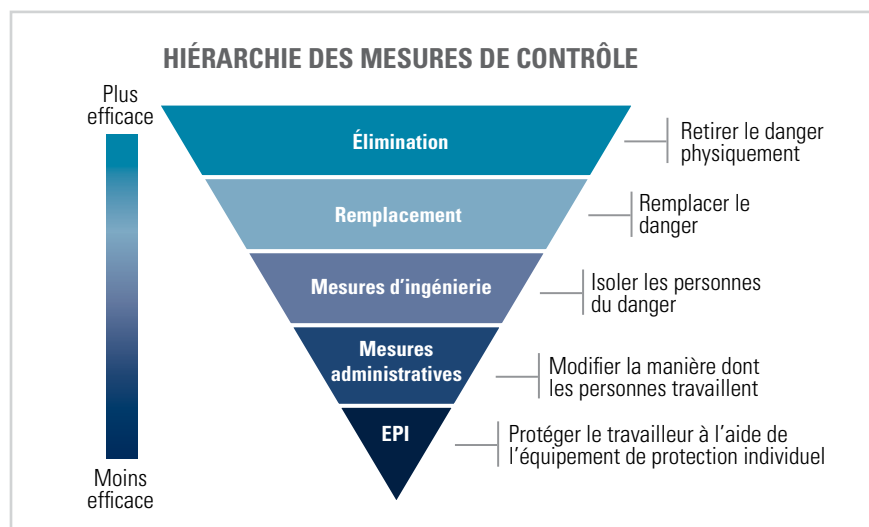 HIÉRARCHIE DES MESURES DE CONTRÔLE
Plus
efficace
Élimination
Retirer le danger
physiquement
Remplacement
Remplacer le
danger
Mesures d’ingénierie
Isoler les personnes
du danger
Mesures
administratives
Modifier la manière dont
les personnes travaillent
EPI
Protéger le travailleur à l’aide de
l’équipement de protection individuel
Moins
efficace